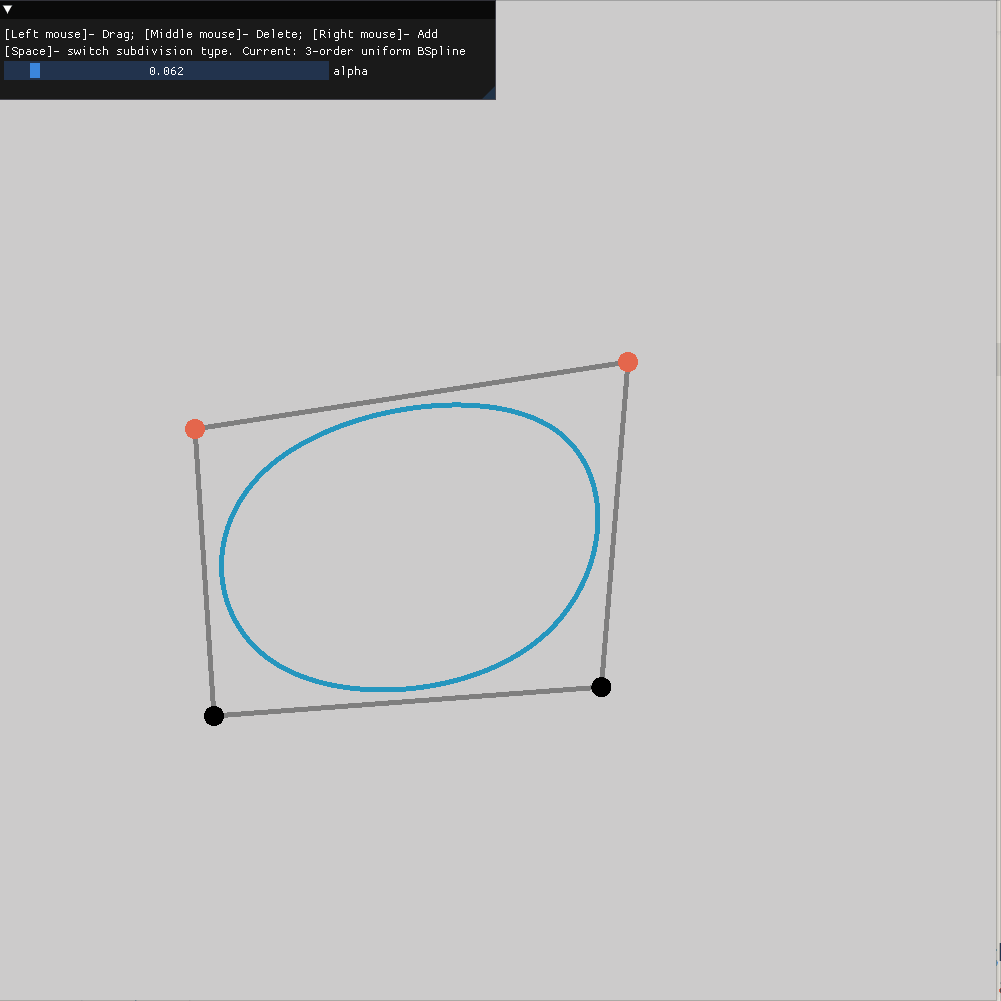 [Left mouse]- Drag; [Middle mouse]- Delete; [Right mouse]- Add
[Space]- switch subdivision type. Current: 3-order uniform BSpline
0.062 alpha